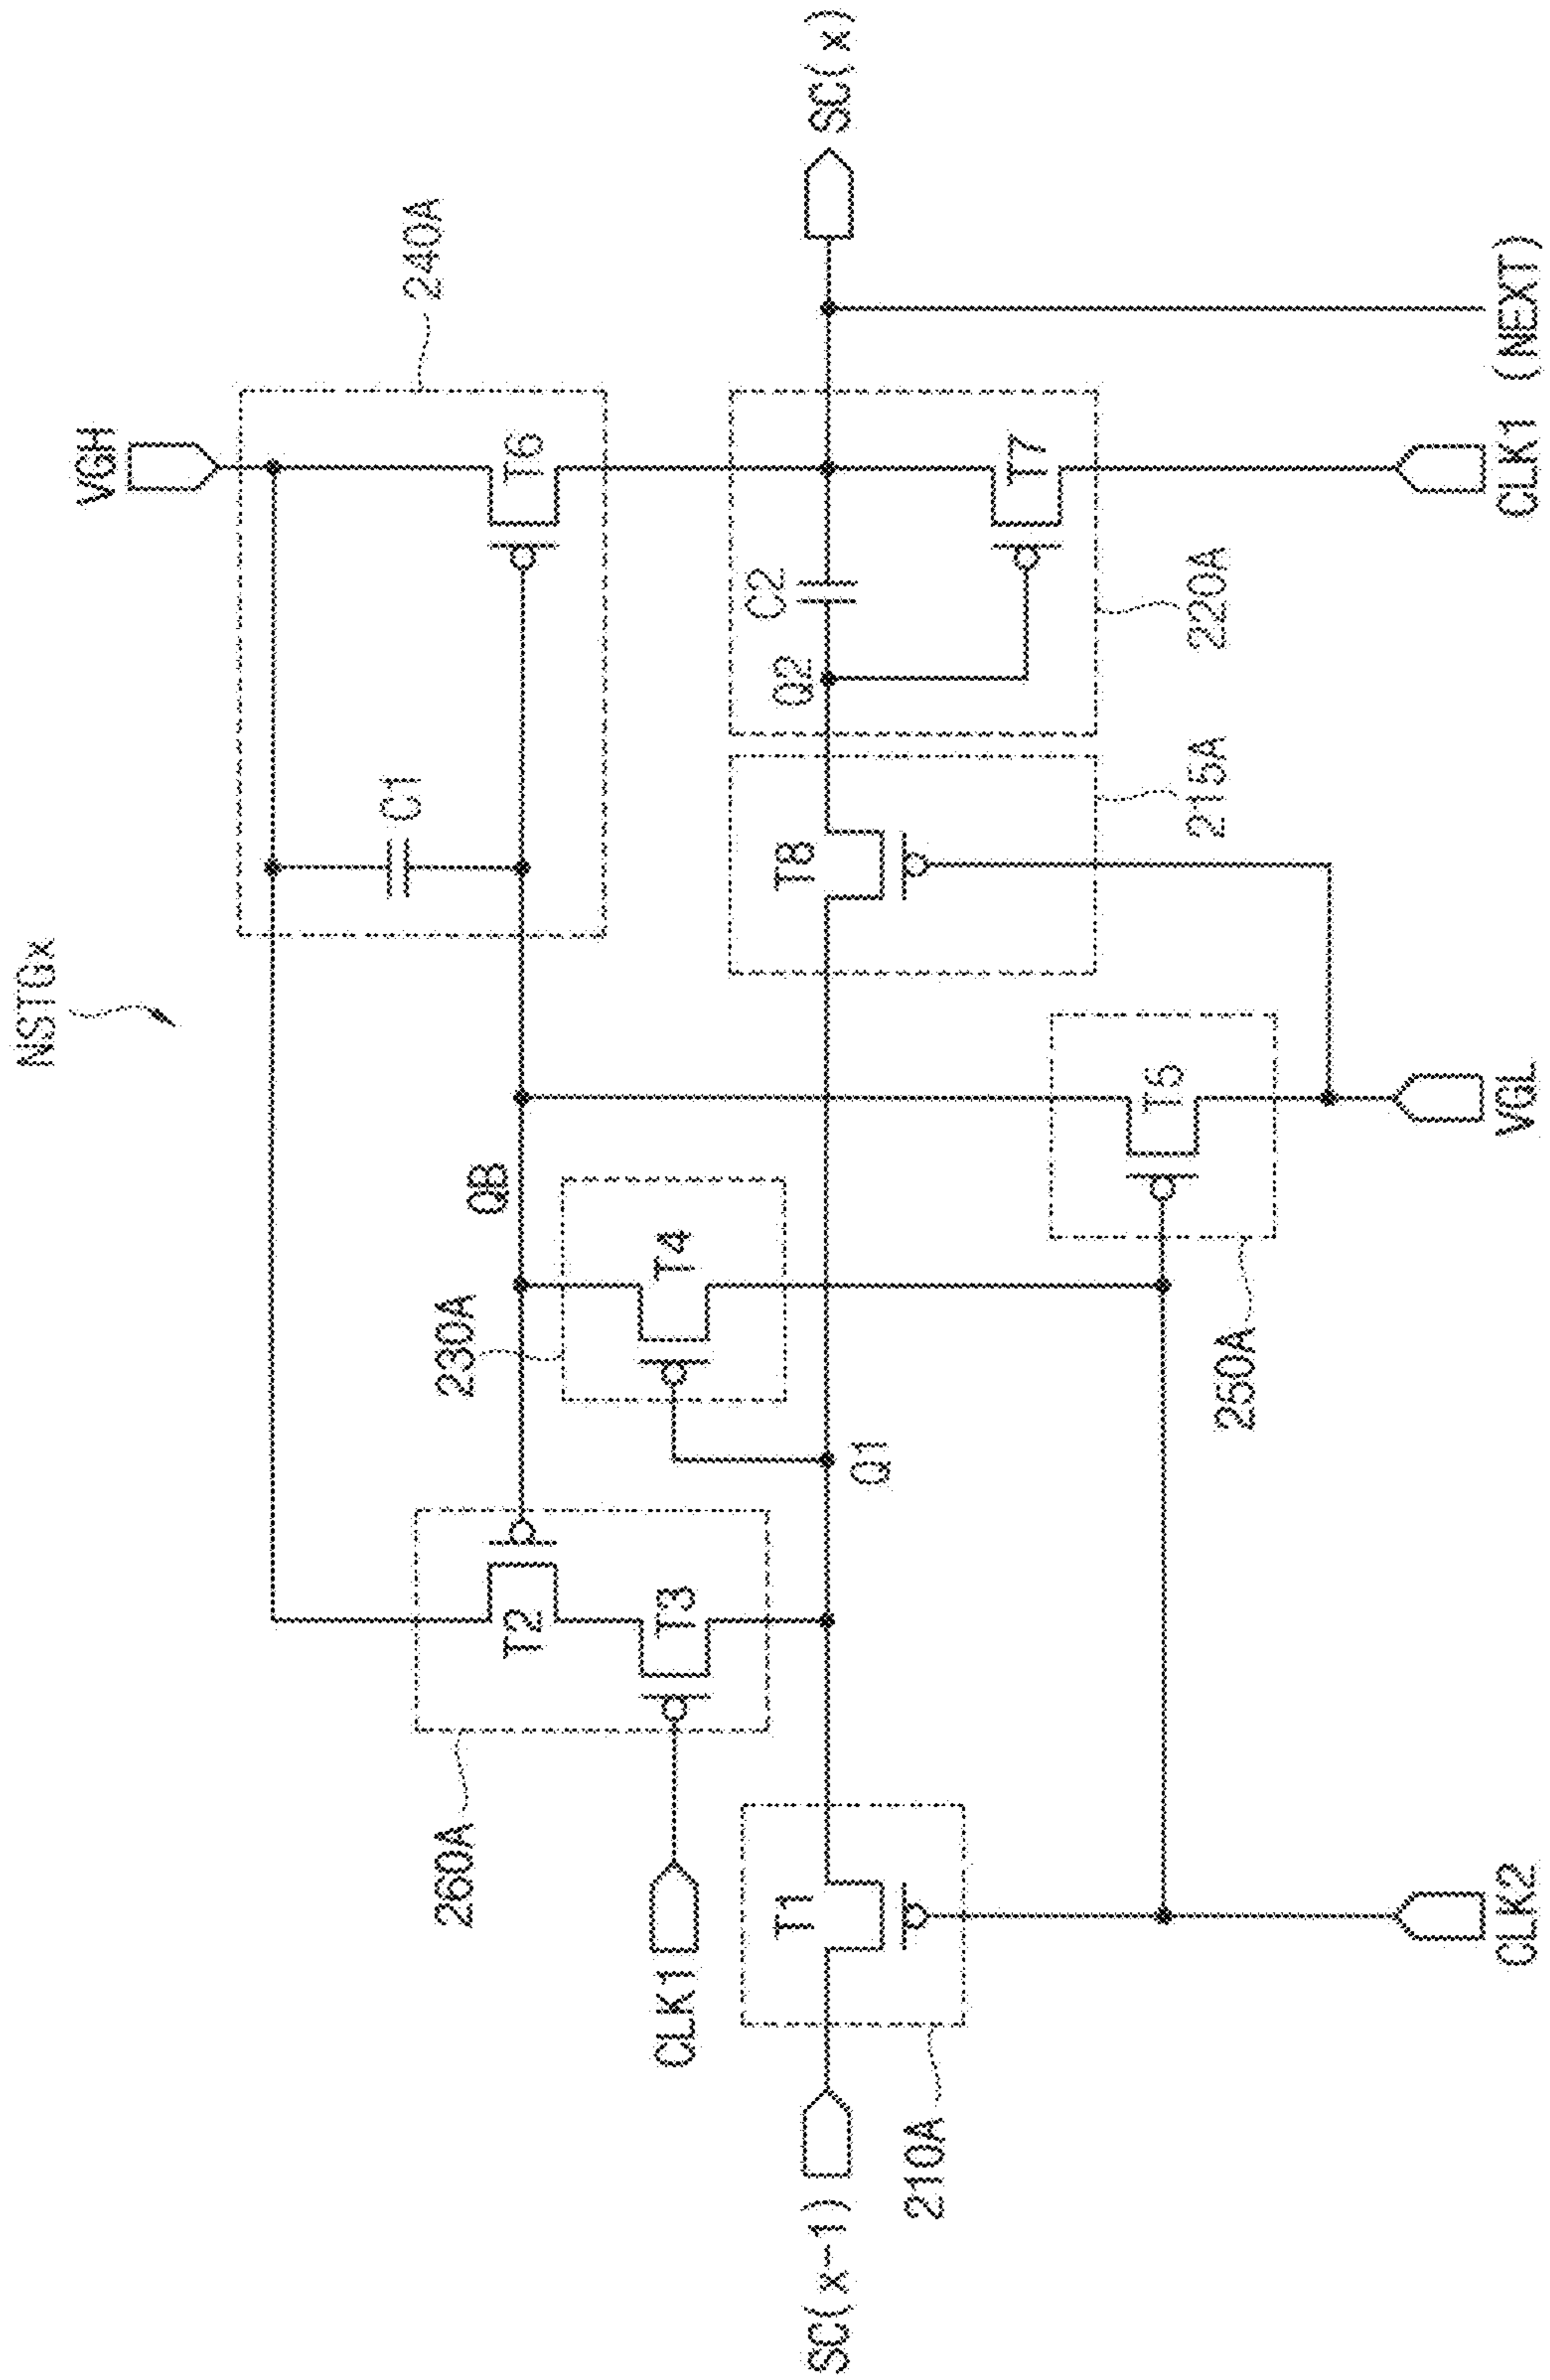 NSTGx
VGH
240A
C1
T6
260A
230A
QB
T2
T3
T4
CLK1
T1
T8
Q2
C2
SC(x-1)
SC(x)
Q1
T7
210A
215A
220A
T5
250A
CLK2
VGL
CLK1
(NEXT)